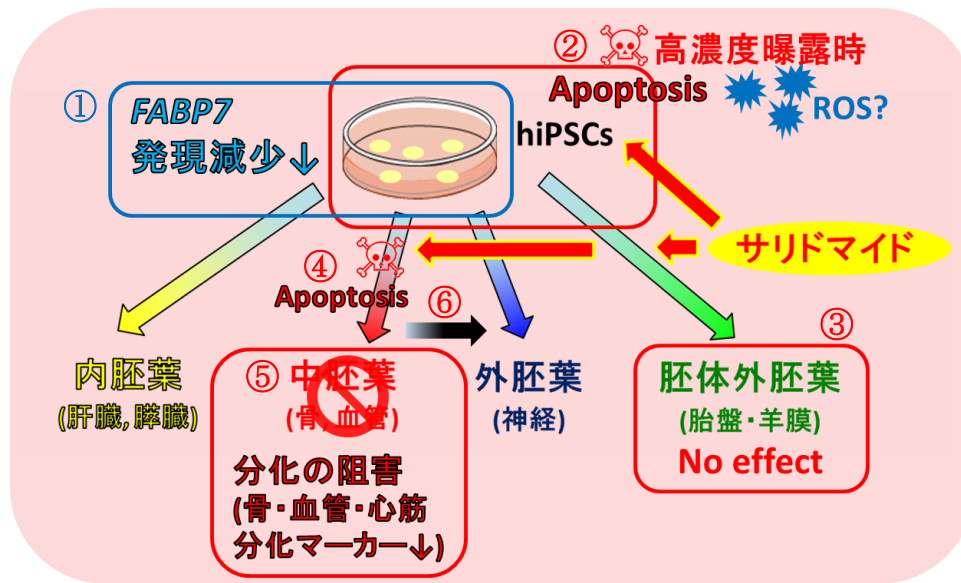 ①
FABP7
発現減少↓
②
高濃度曝露時
Apoptosis
ROS?
hiPSCs
サリドマイド
④
Apoptosis
⑥
内胚葉
(肝臓,膵臓)
⑤
中胚葉
(骨,血管)
分化の阻害
(骨・血管・心筋
分化マーカー↓)
外胚葉
(神経)
③
胚体外胚葉
(胎盤・羊膜)
No effect